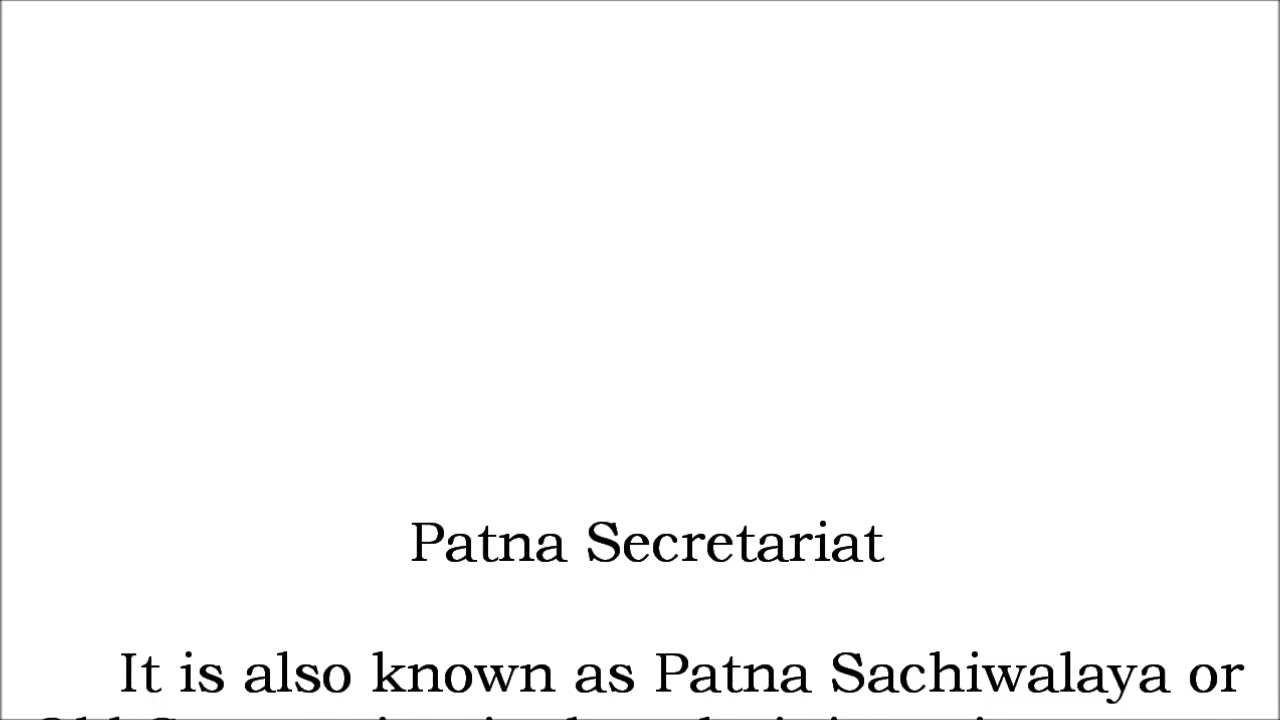 Patna Secretariat
It is also known as Patna Sachiwalaya or